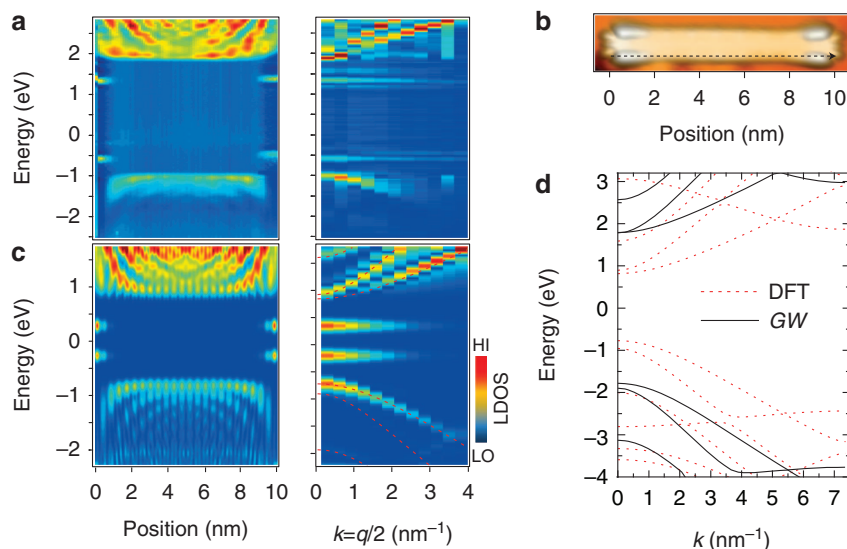 a
Energy (eV)
2
1
0
−1
−2
b
0 2 4 6 8 10
Position (nm)
c
Energy (eV)
1
0
−1
−2
0 2 4 6 8 10
Position (nm)
HI
LDOS
LO
0 1 2 3 4
k=q/2 (nm−1)
d
Energy (eV)
3
2
1
0
−1
−2
−3
−4
DFT
GW
0 1 2 3 4 5 6 7
k (nm−1)